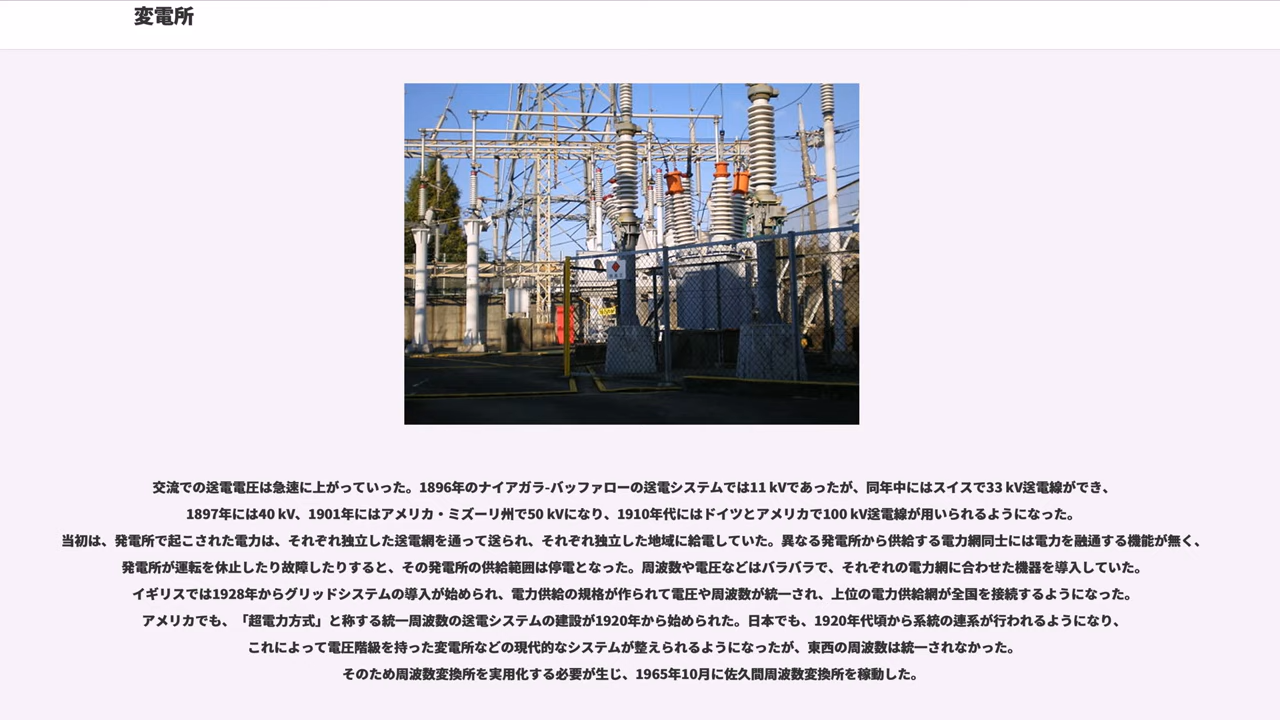 変電所
交流での送電電圧は急速に上がっていった。1896年のナイアガラ-バッファローの送電システムでは11 kVであったが、同年中にはスイスで33 kV送電線ができ、
1897年には40 kV、1901年にはアメリカ・ミズーリ州で50 kVになり、1910年代にはドイツとアメリカで100 kV送電線が用いられるようになった。
当初は、発電所で起こされた電力は、それぞれ独立した送電網を通って送られ、それぞれ独立した地域に給電していた。異なる発電所から供給する電力網同士には電力を融通する機能が無く、
発電所が運転を休止したり故障したりすると、その発電所の供給範囲は停電となった。周波数や電圧などはバラバラで、それぞれの電力網に合わせた機器を導入していた。
イギリスでは1928年からグリッドシステムの導入が始められ、電力供給の規格が作られて電圧や周波数が統一され、上位の電力供給網が全国を接続するようになった。
アメリカでも、「超電力方式」と称する統一周波数の送電システムの建設が1920年から始められた。日本でも、1920年代頃から系統の連系が行われるようになり、
これによって電圧階級を持った変電所などの現代的なシステムが整えられるようになったが、東西の周波数は統一されなかった。
そのため周波数変換所を実用化する必要が生じ、1965年10月に佐久間周波数変換所を稼動した。